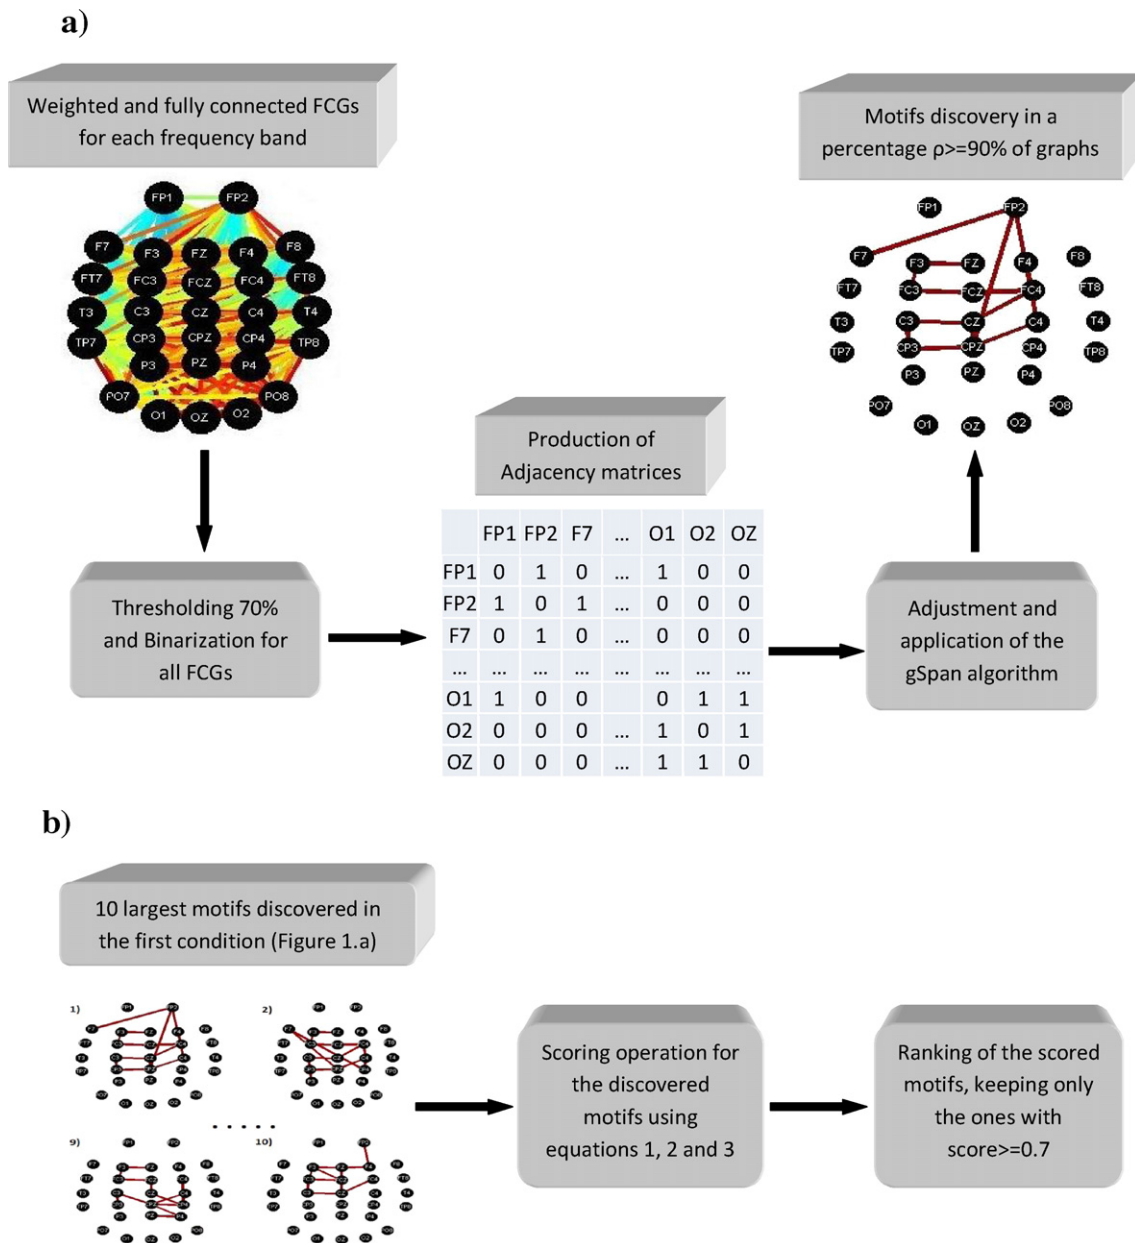 a)
Weighted and fully connected FCGs
for each frequency band
FP1 FP2
F7 F3 FZ F4 F8
FT7 FC3 FCZ FC4 FT8
T3 C3 CZ C4 T4
TP7 CP3 CPZ CP4 TP8
P3 PZ P4
PO7 PO8
O1 OZ O2
Thresholding 70%
and Binarization for
all FCGs
Production of
Adjacency matrices
FP1 FP2 F7 ... O1 O2 OZ
FP1 0 1 0 ... 1 0 0
FP2 1 0 1 ... 0 0 0
F7 0 1 0 ... 0 0 0
... ... ... ... ... ... ... ...
O1 1 0 0 0 1 1
O2 0 0 0 ... 1 0 1
OZ 0 0 0 ... 1 1 0
Adjustment and
application of the
gSpan algorithm
Motifs discovery in a
percentage ρ>=90% of graphs
FP1 FP2
F7 F3 FZ F4 F8
FT7 FC3 FCZ FC4 FT8
T3 C3 CZ C4 T4
TP7 CP3 CPZ CP4 TP8
P3 PZ P4
PO7 PO8
O1 OZ O2
b)
10 largest motifs discovered in
the first condition (Figure 1.a)
1)
2)
. . . . .
9)
10)
Scoring operation for
the discovered
motifs using
equations 1, 2 and 3
Ranking of the scored
motifs, keeping only
the ones with
score>=0.7